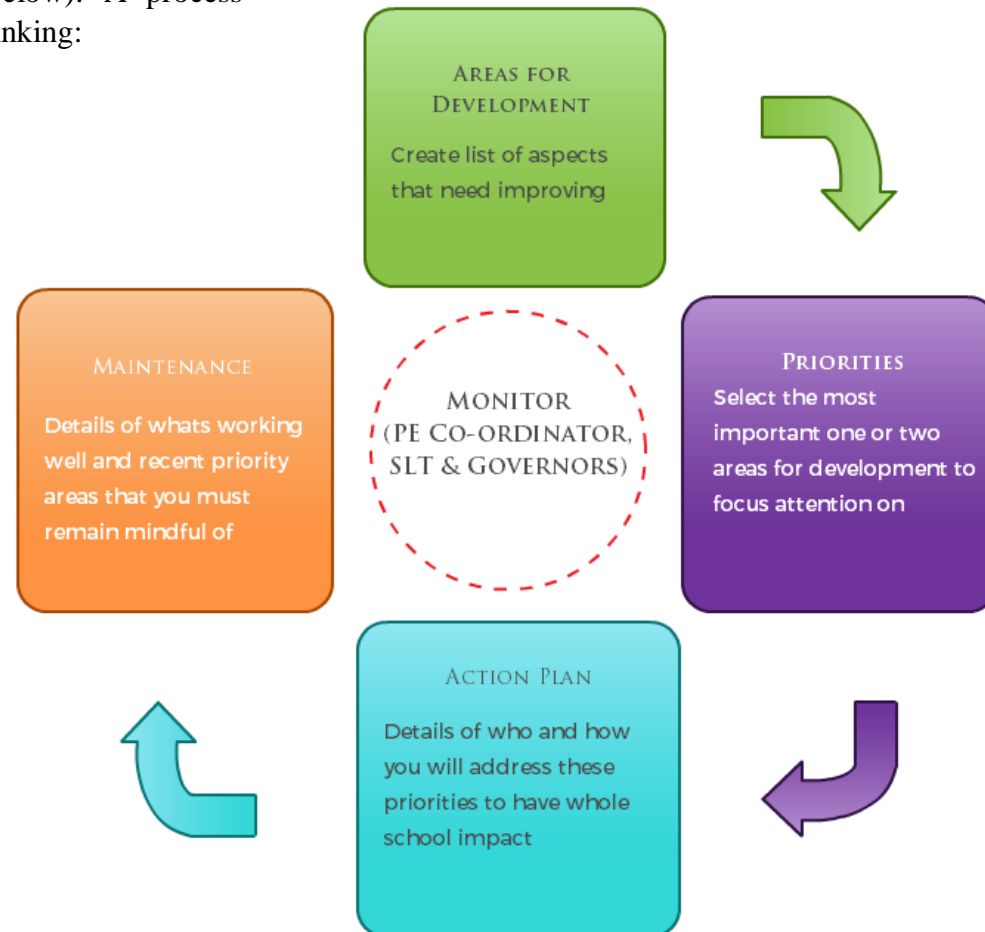 process
AREAS FOR
DEVELOPMENT
Create list of aspects
that need improving
PRIORITIES
Select the most
important one or two
areas for development to
focus attention on
ACTION PLAN
Details of who and how
you will address these
priorities to have whole
school impact
MAINTENANCE
Details of whats working
well and recent priority
areas that you must
remain mindful of
MONITOR
(PE CO-ORDINATOR,
SLT & GOVERNORS)